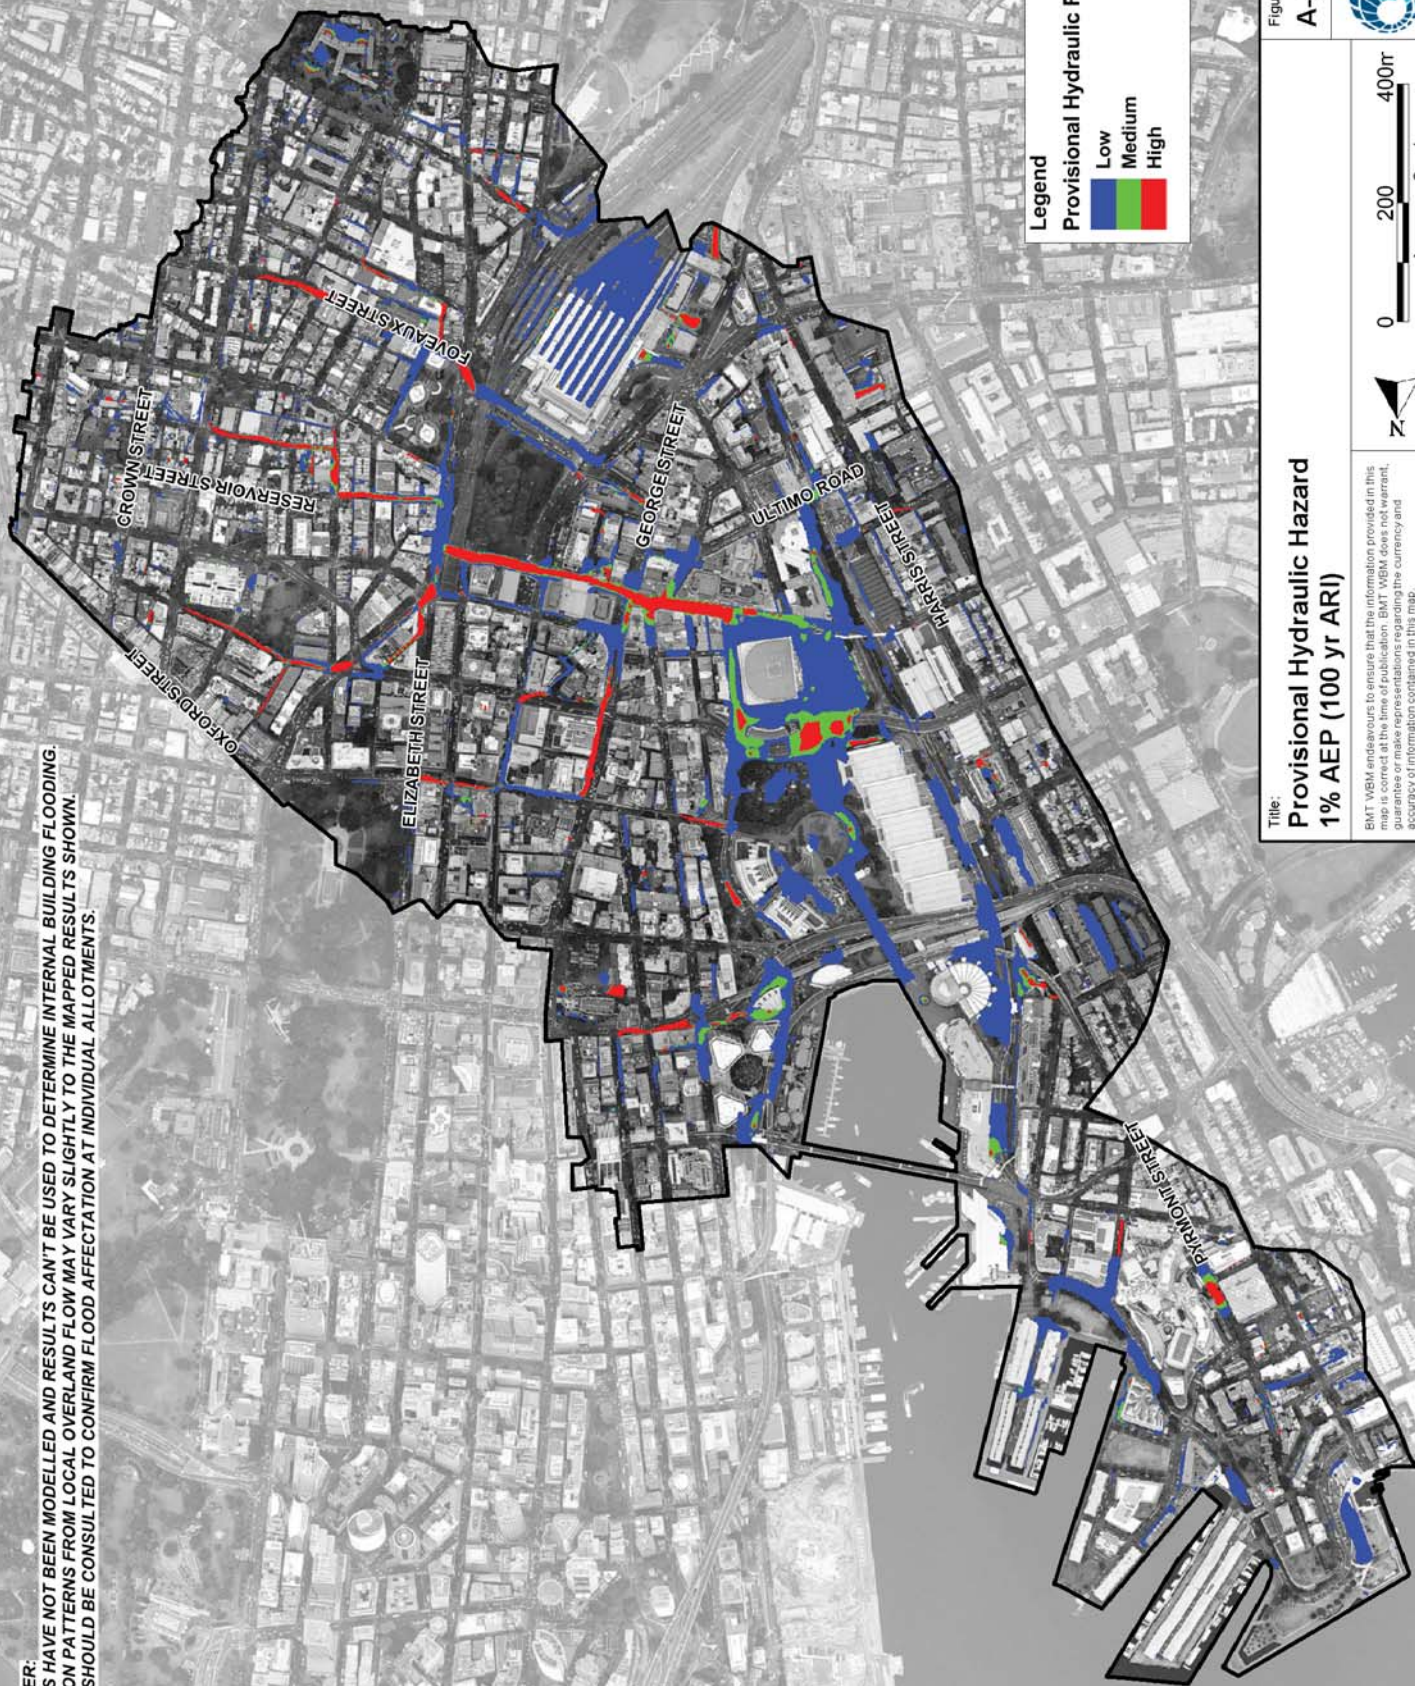 ER:
S HAVE NOT BEEN MODELLED AND RESULTS CAN'T BE USED TO DETERMINE INTERNAL BUILDING FLOODING.
ON PATTERNS FROM LOCAL OVERLAND FLOW MAY VARY SLIGHTLY TO THE MAPPED RESULTS SHOWN.
SHOULD BE CONSULTED TO CONFIRM FLOOD AFFECTATION AT INDIVIDUAL ALLOTMENTS.
CROWN STREET
RESERVOIR STREET
FOVEAUX STREET
OXFORD STREET
ELIZABETH STREET
GEORGE STREET
ULTIMO ROAD
HARRIS STREET
PYRMONT STREET
Legend
Provisional Hydraulic
Low
Medium
High
Title:
Provisional Hydraulic Hazard
1% AEP (100 yr ARI)
BMT WBM endeavours to ensure that the information provided in this
map is correct at the time of publication. BMT WBM does not warrant,
guarantee or make representations regarding the currency and
accuracy of information contained in this map.
N
0 200 400m
Figu
A-